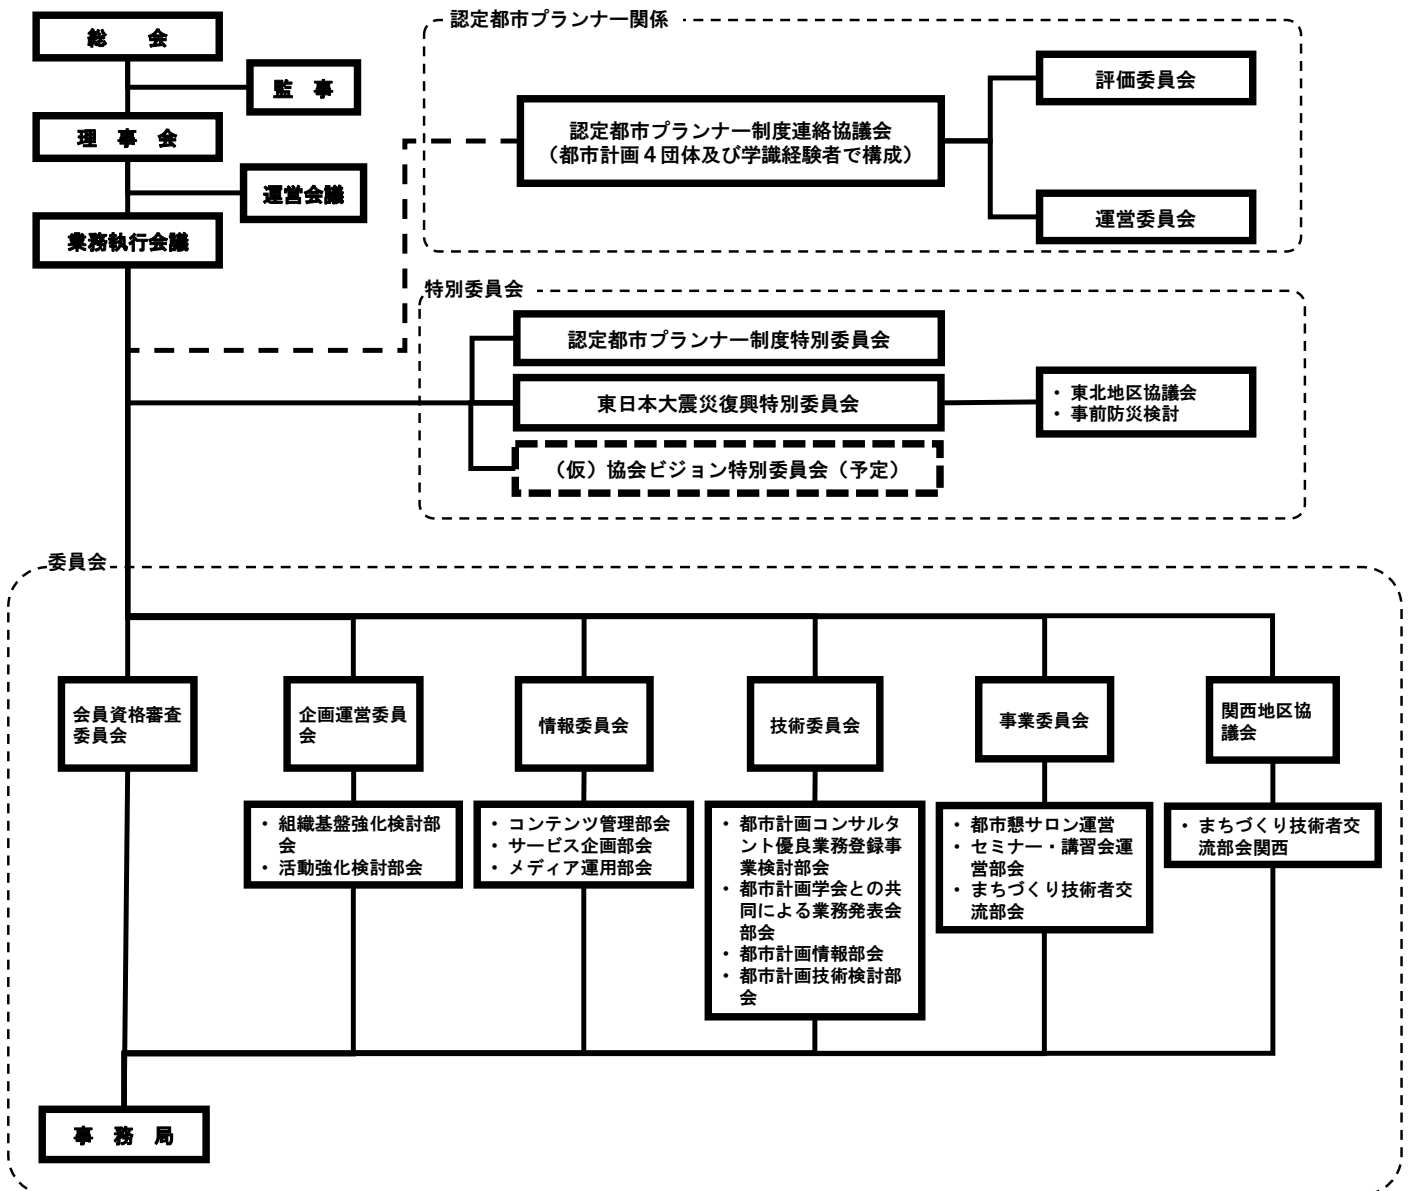 総　会
監　事
理　事　会
運営会議
業務執行会議
認定都市プランナー関係
認定都市プランナー制度連絡協議会
（都市計画４団体及び学識経験者で構成）
評価委員会
運営委員会
特別委員会
認定都市プランナー制度特別委員会
東日本大震災復興特別委員会
・ 東北地区協議会
・ 事前防災検討
（仮）協会ビジョン特別委員会（予定）
委員会
会員資格審査
委員会
企画運営委員
会
情報委員会
技術委員会
事業委員会
関西地区協
議会
・ 組織基盤強化検討部
会
・ 活動強化検討部会
・ コンテンツ管理部会
・ サービス企画部会
・ メディア運用部会
・ 都市計画コンサルタ
ント優良業務登録事
業検討部会
・ 都市計画学会との共
同による業務発表会
部会
・ 都市計画情報部会
・ 都市計画技術検討部
会
・ 都市懇サロン運営
・ セミナー・講習会運
営部会
・ まちづくり技術者交
流部会
・ まちづくり技術者交
流部会関西
事　務　局